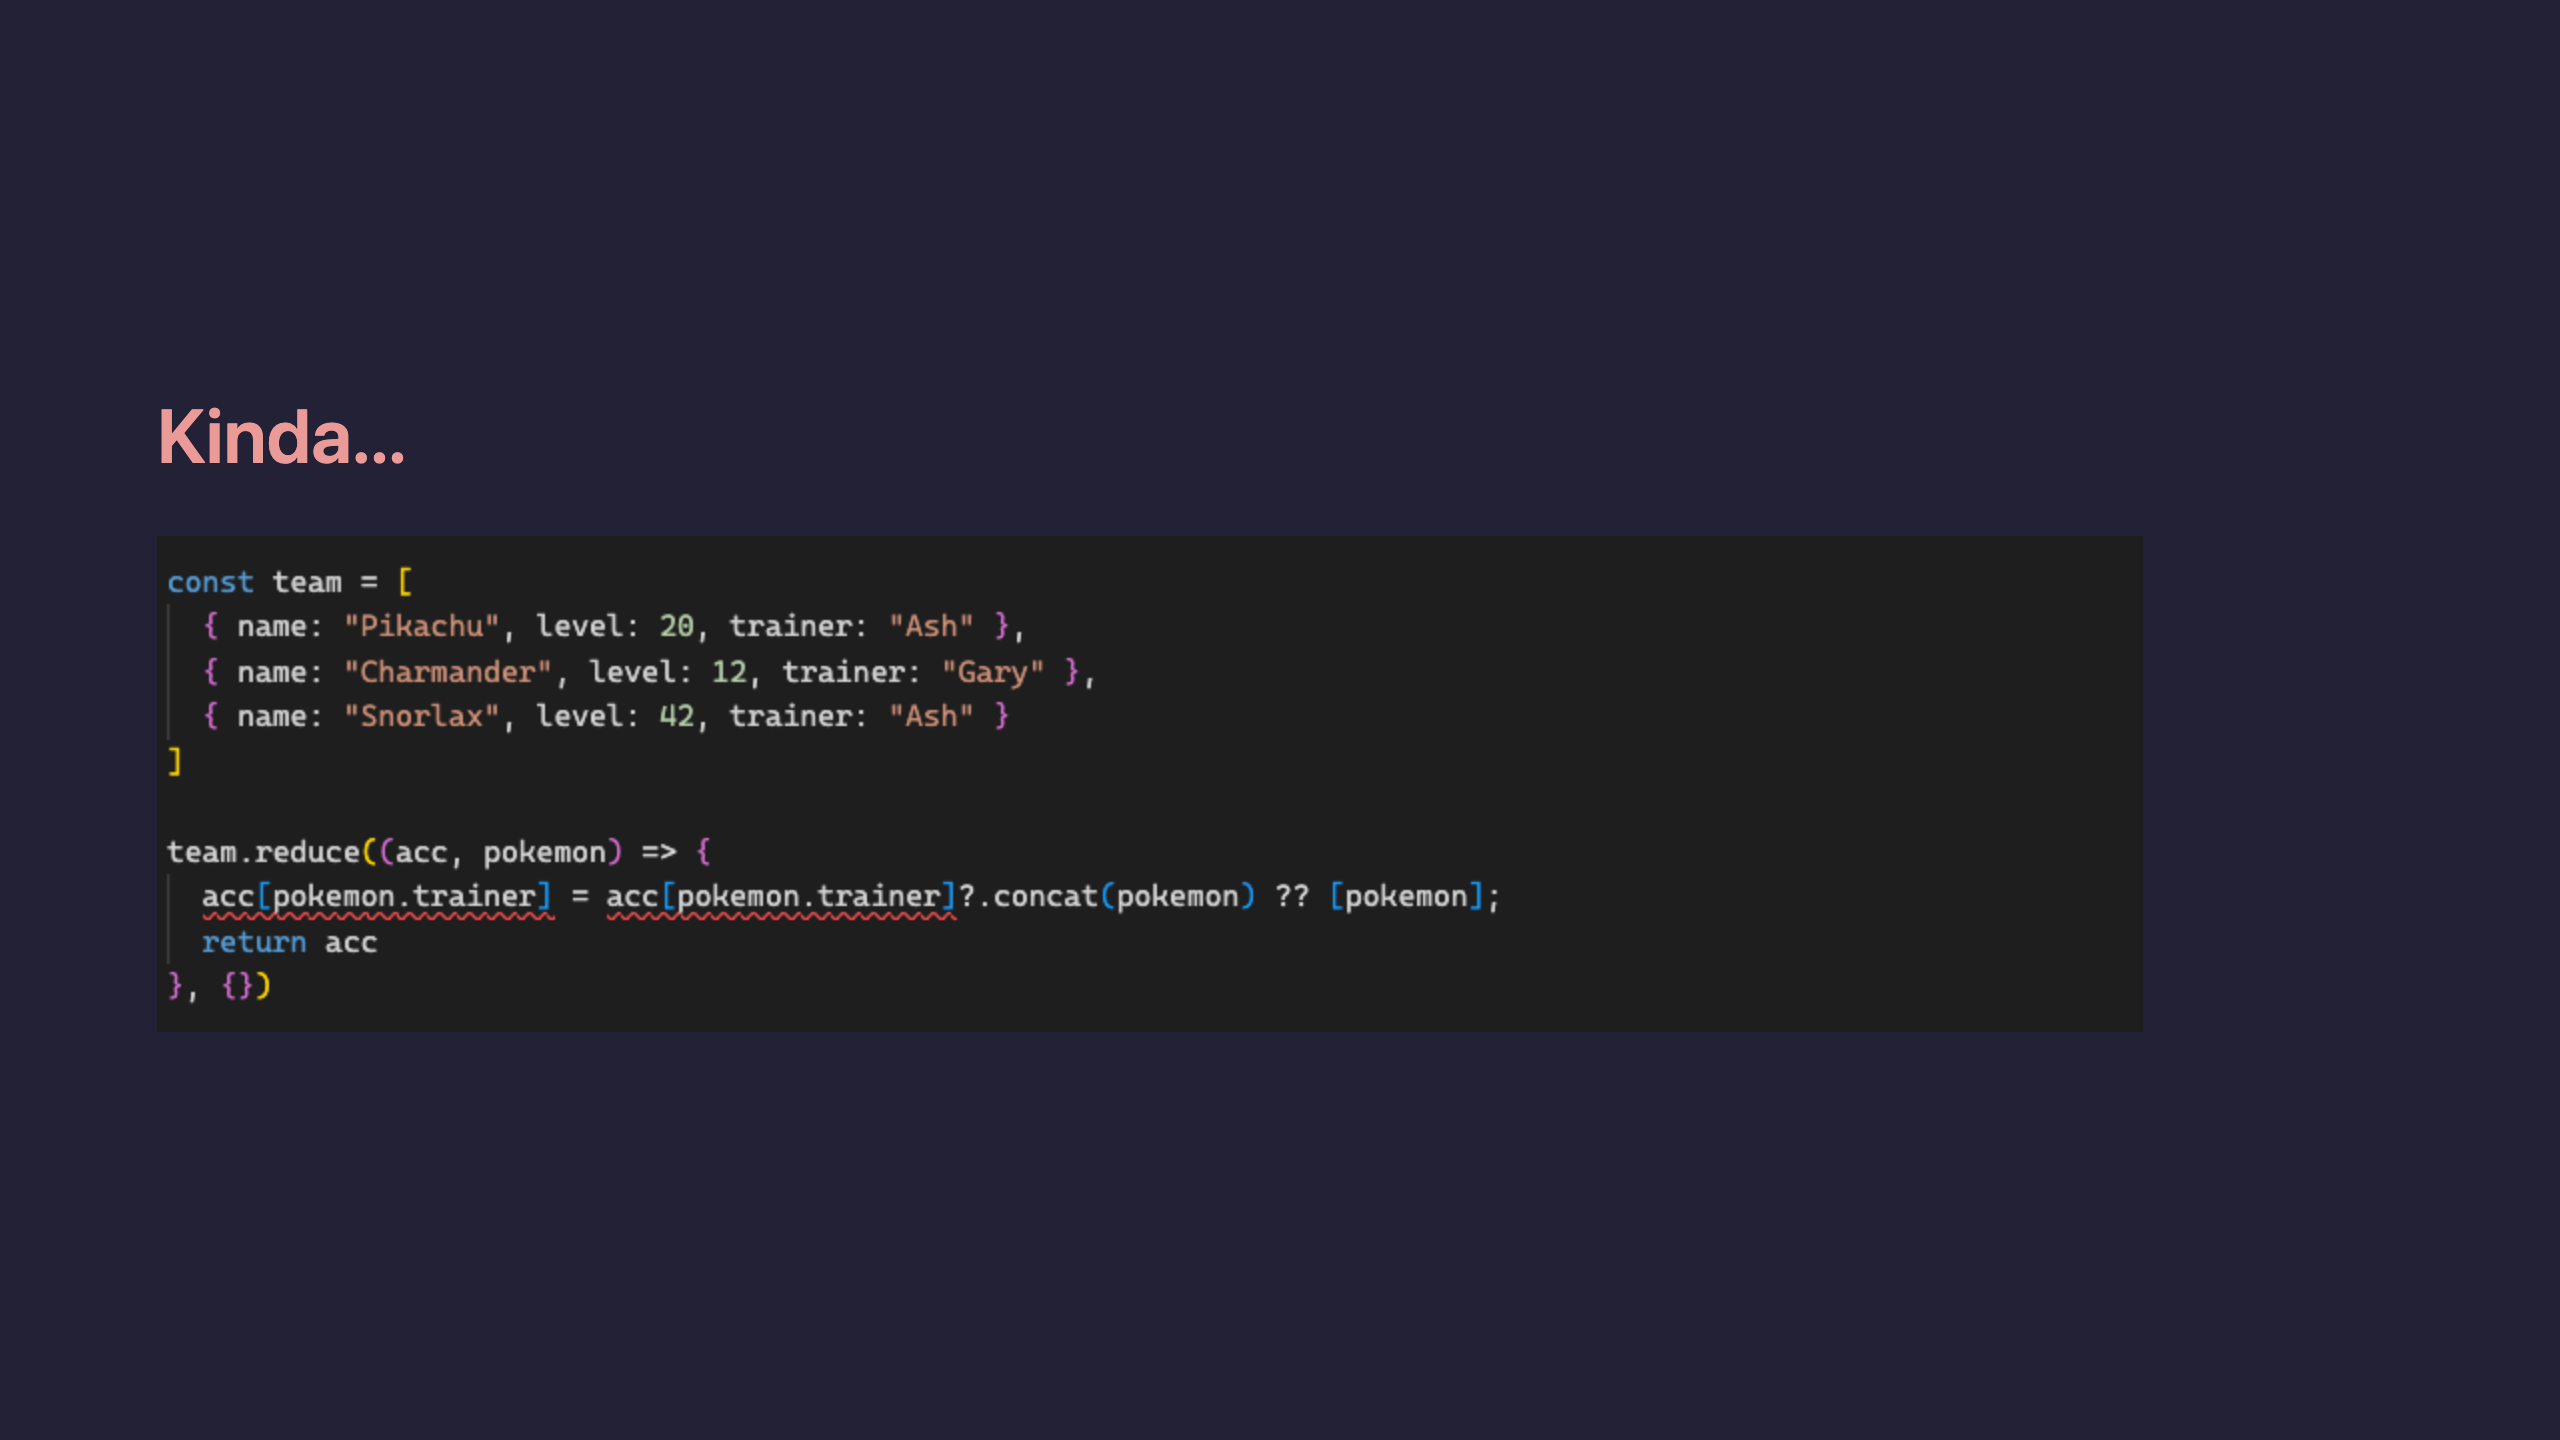 Kinda...
const team = [
  { name: "Pikachu", level: 20, trainer: "Ash" },
  { name: "Charmander", level: 12, trainer: "Gary" },
  { name: "Snorlax", level: 42, trainer: "Ash" }
]
team.reduce((acc, pokemon) => {
  acc[pokemon.trainer] = acc[pokemon.trainer]?.concat(pokemon) ?? [pokemon];
  return acc
}, {})